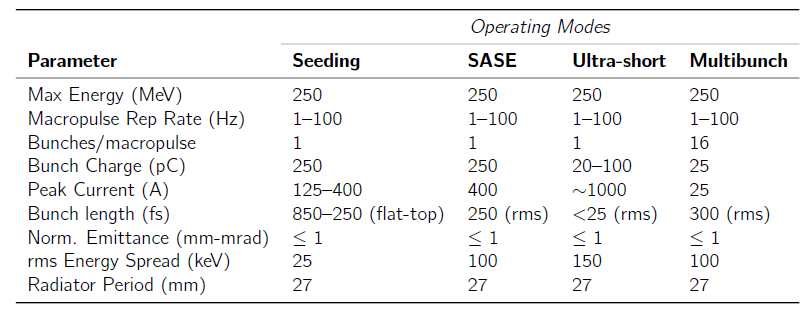 Operating Modes
Parameter Seeding SASE Ultra-short Multibunch
Max Energy (MeV) 250 250 250 250
Macropulse Rep Rate (Hz) 1–100 1–100 1–100 1–100
Bunches/macropulse 1 1 1 16
Bunch Charge (pC) 250 250 20–100 25
Peak Current (A) 125–400 400 ~1000 25
Bunch length (fs) 850–250 (flat-top) 250 (rms) <25 (rms) 300 (rms)
Norm. Emittance (mm-mrad) ≤ 1 ≤ 1 ≤ 1 ≤ 1
rms Energy Spread (keV) 25 100 150 100
Radiator Period (mm) 27 27 27 27